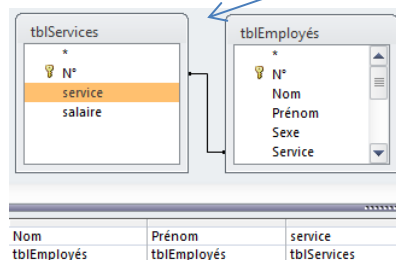 tblServices
*
N°
service
salaire
tblEmployés
*
N°
Nom
Prénom
Sexe
Service
Nom Prénom service
tblEmployés tblEmployés tblServices